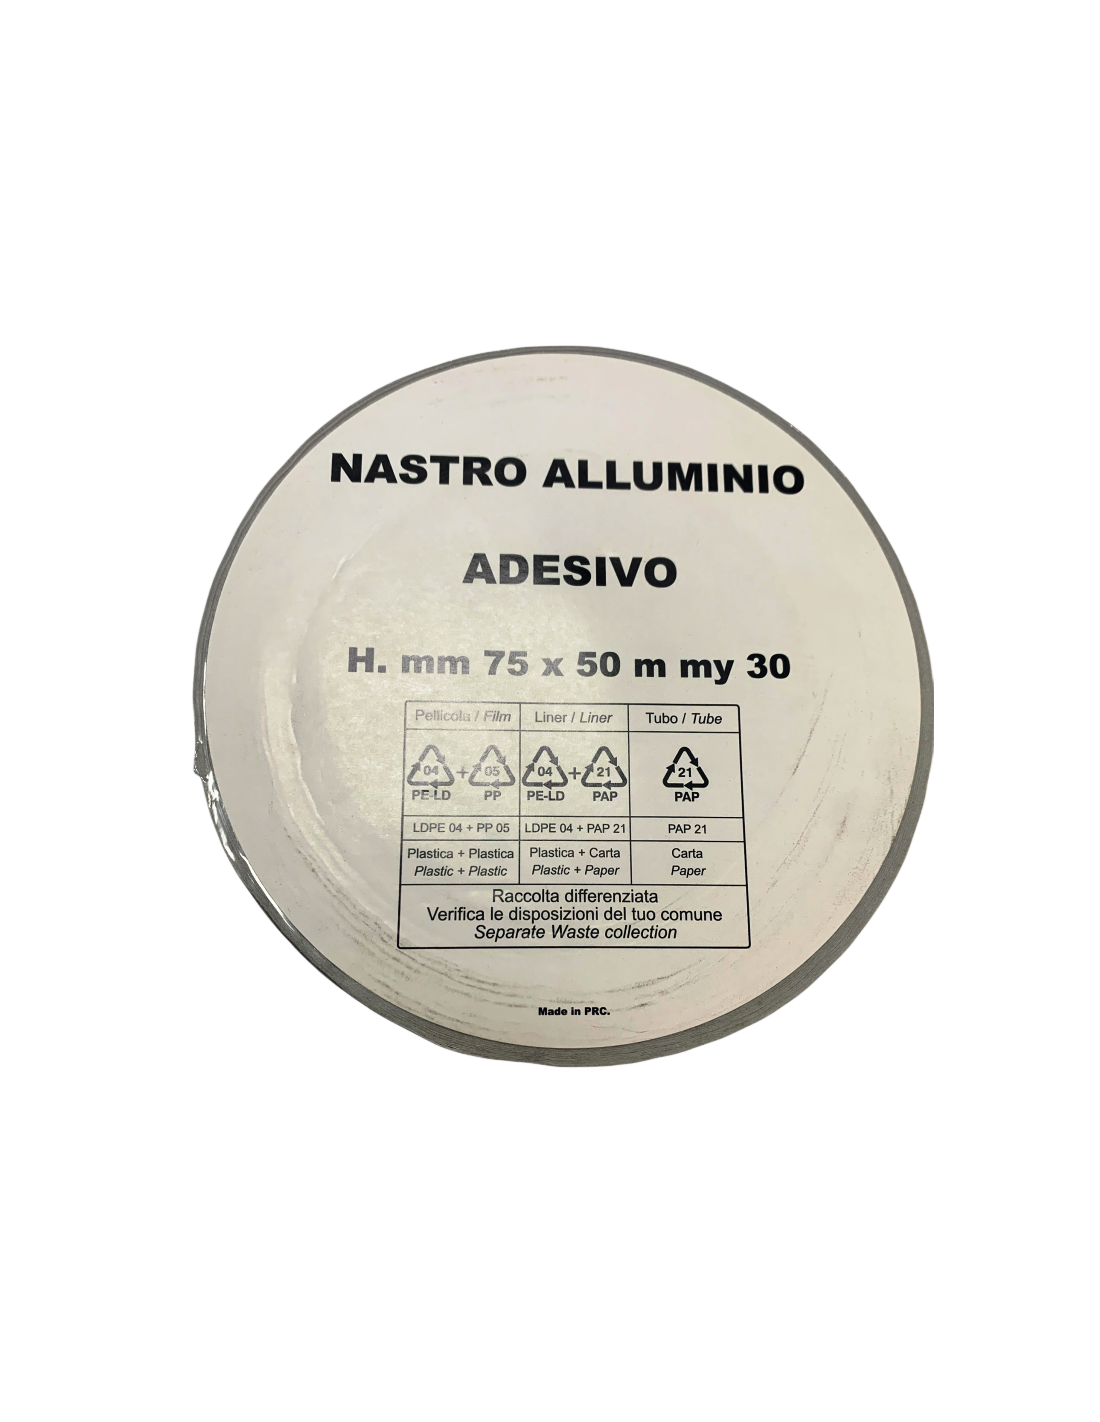 NASTRO ALLUMINIO
ADESIVO
H. mm 75 x 50 m my 30
Pellicola / Film Liner / Liner Tubo / Tube
04 + 05 04 + 21 21
PE-LD PP PE-LD PAP PAP
LDPE 04 + PP 05 LDPE 04 + PAP 21 PAP 21
Plastica + Plastica Plastica + Carta Carta
Plastic + Plastic Plastic + Paper Paper
Raccolta differenziata
Verifica le disposizioni del tuo comune
Separate Waste collection
Made in PRC.